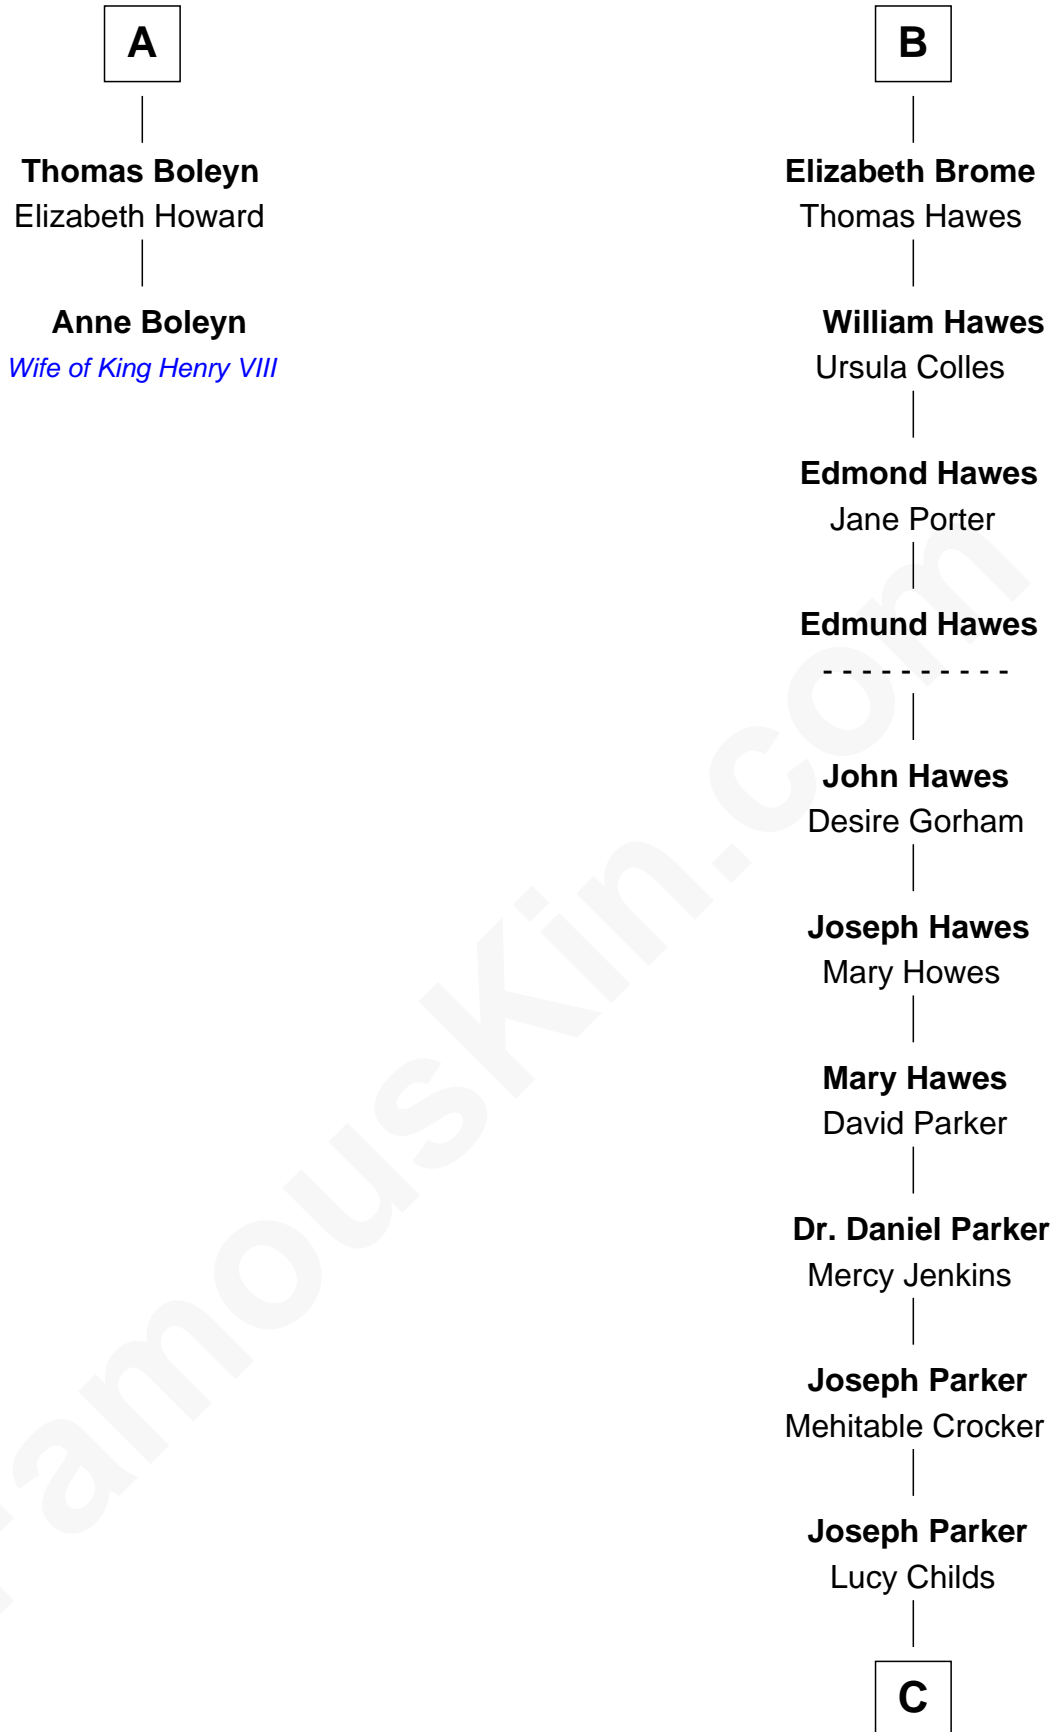 A
Thomas Boleyn
Elizabeth Howard
Anne Boleyn
Wife of King Henry VIII
B
Elizabeth Brome
Thomas Hawes
William Hawes
Ursula Colles
Edmond Hawes
Jane Porter
Edmund Hawes
- - - - - - - - - -
John Hawes
Desire Gorham
Joseph Hawes
Mary Howes
Mary Hawes
David Parker
Dr. Daniel Parker
Mercy Jenkins
Joseph Parker
Mehitable Crocker
Joseph Parker
Lucy Childs
C
FamousKin.com